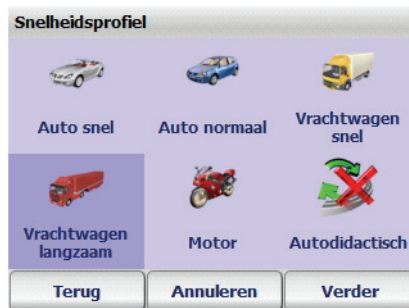 Snelheidsprofiel
Auto snel
Auto normaal
Vrachtwagen
snel
Vrachtwagen
langzaam
Motor
Autodidactisch
Terug
Annuleren
Verder